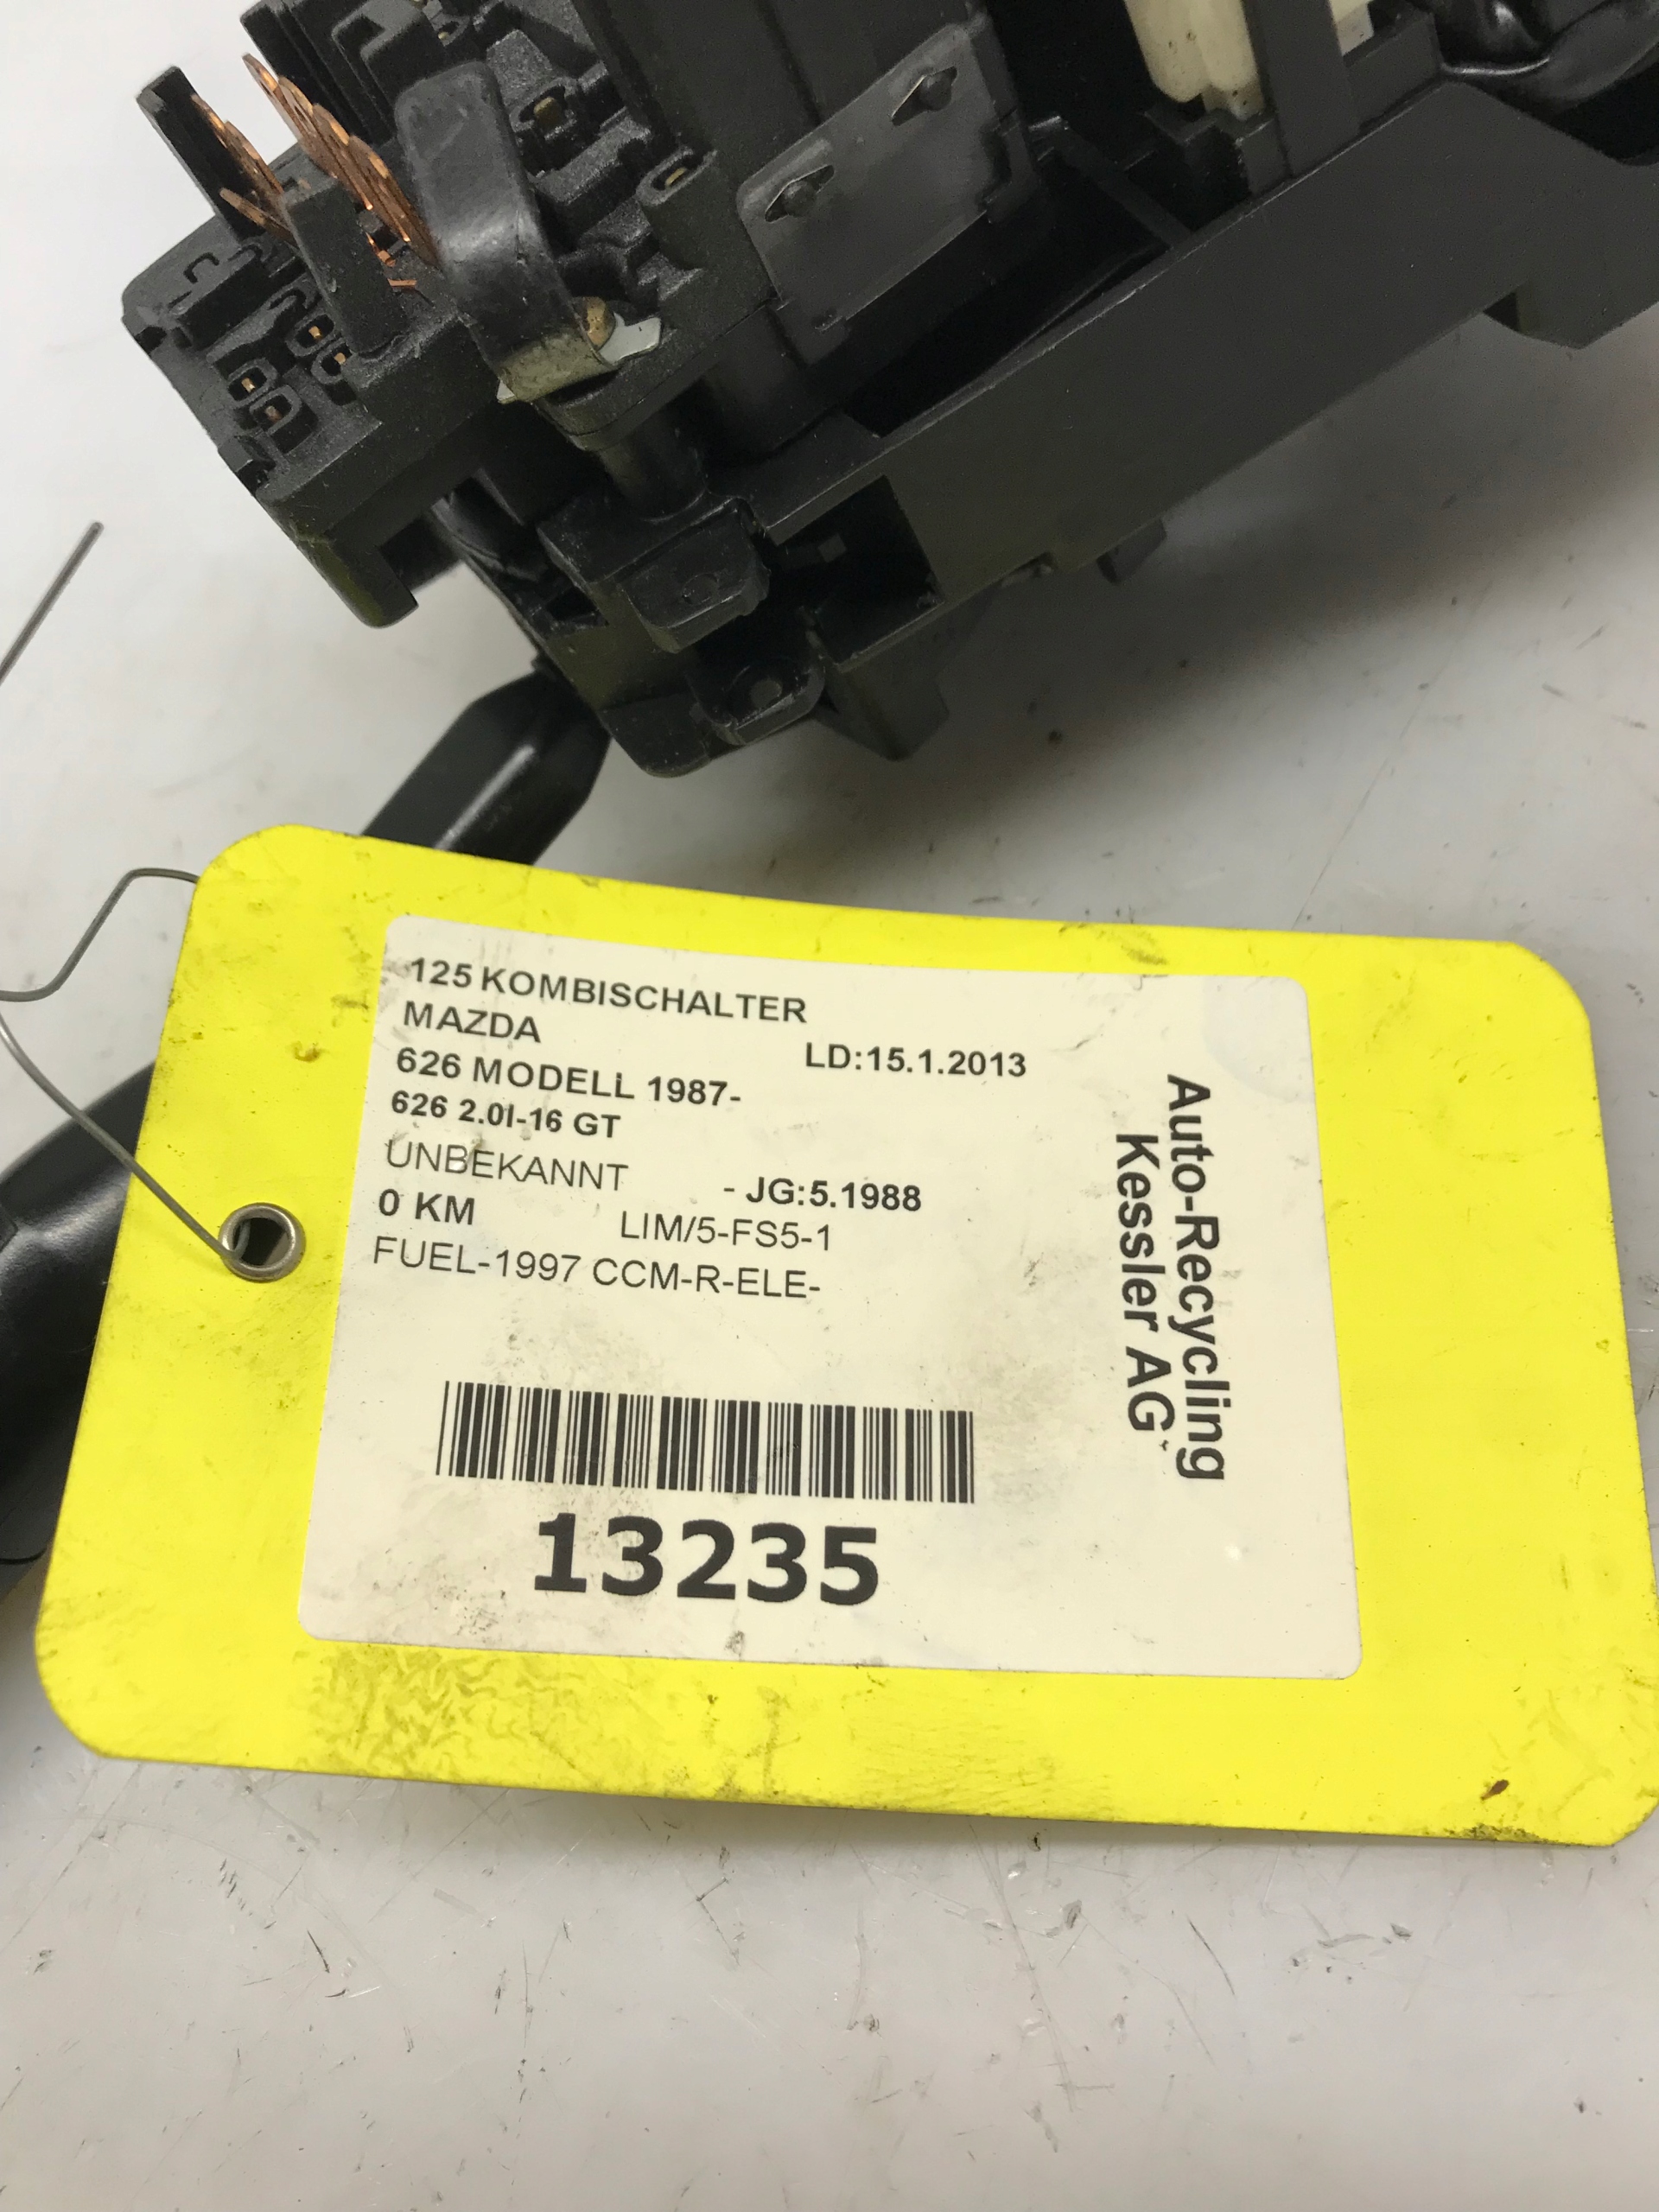 125 KOMBISCHALTER
MAZDA
LD:15.1.2013
626 MODELL 1987-
626 2.0I-16 GT
UNBEKANNT - JG:5.1988
0 KM LIM/5-FS5-1
FUEL-1997 CCM-R-ELE-
13235
Auto-Recycling
Kessler AG